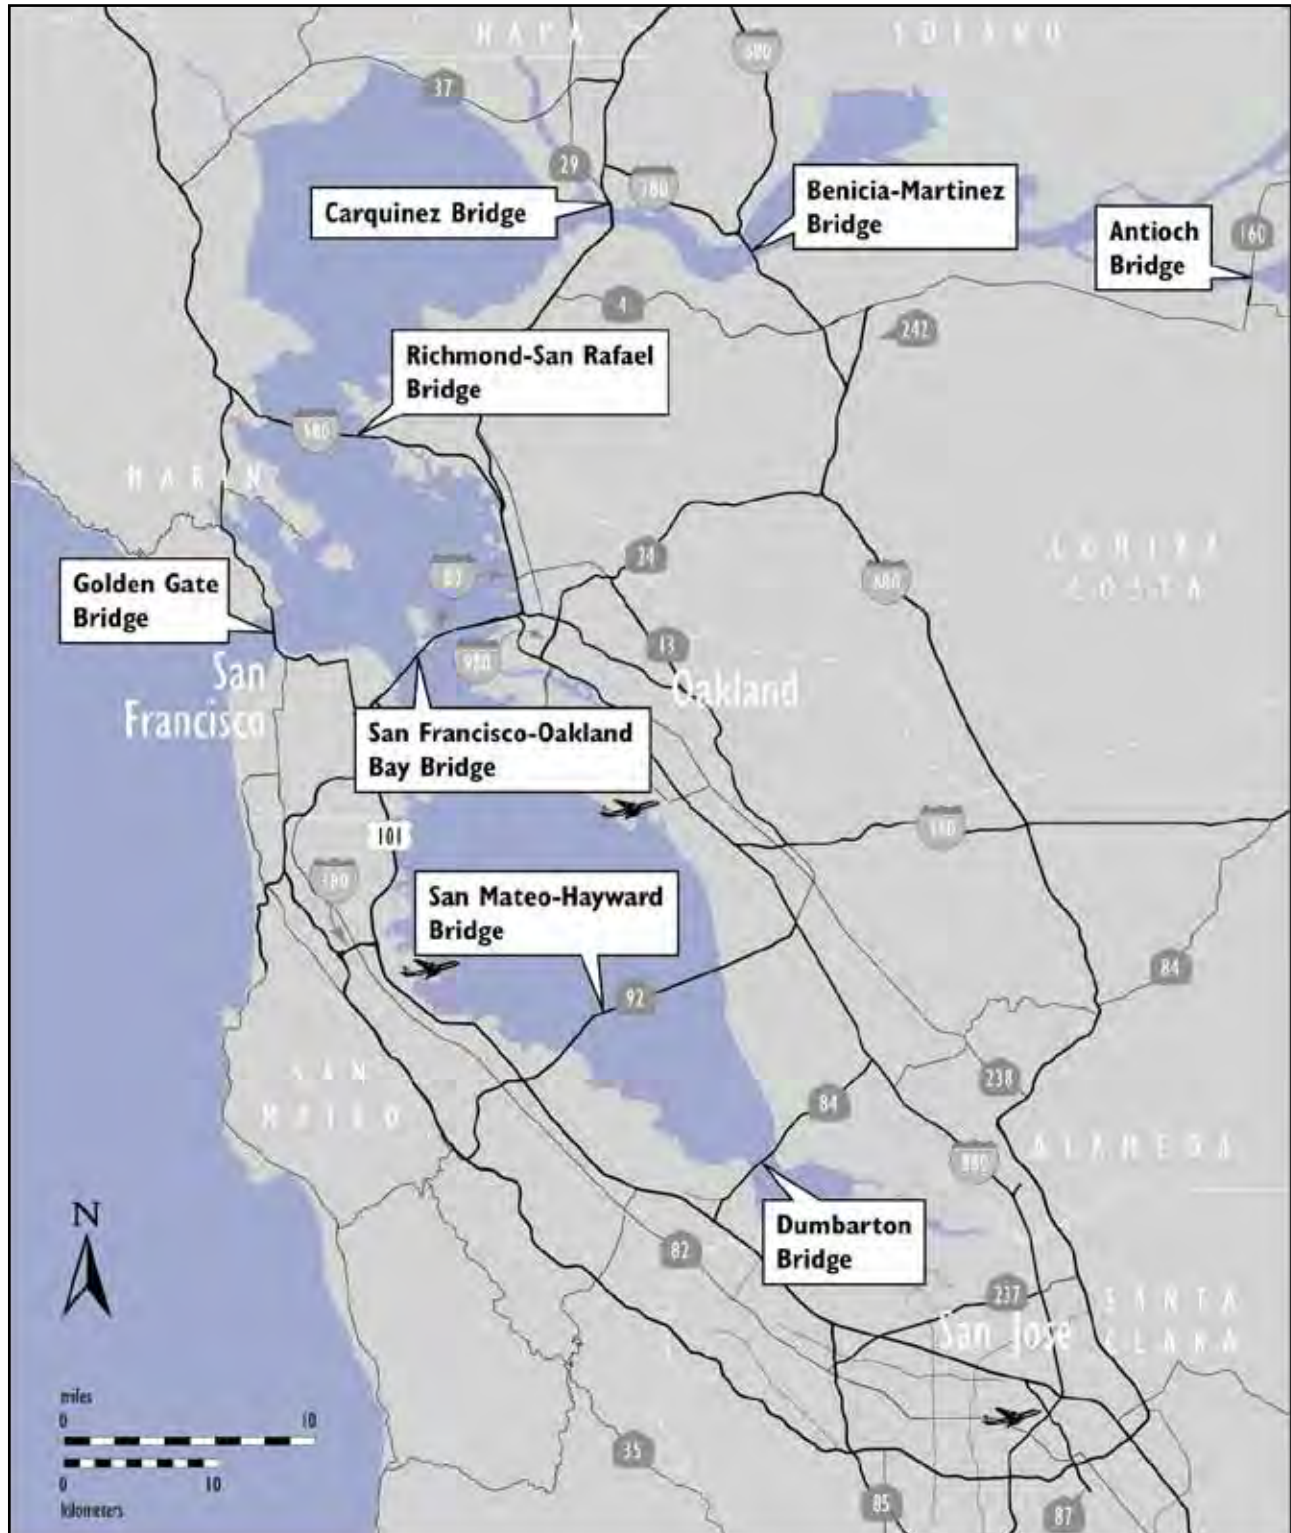 NAPA
SOLANO
680
37
29
780
Carquinez Bridge
Benicia-Martinez
Bridge
Antioch
Bridge
160
4
242
Richmond-San Rafael
Bridge
580
MARIN
24
CONTRA
COSTA
80
680
Golden Gate
Bridge
13
980
San
Francisco
Oakland
San Francisco-Oakland
Bay Bridge
101
580
380
San Mateo-Hayward
Bridge
92
84
SAN
MATEO
238
84
880
ALAMEDA
N
Dumbarton
Bridge
82
237
SANTA
CLARA
San Jose
miles
0 10
0 10
kilometers
35
85
87